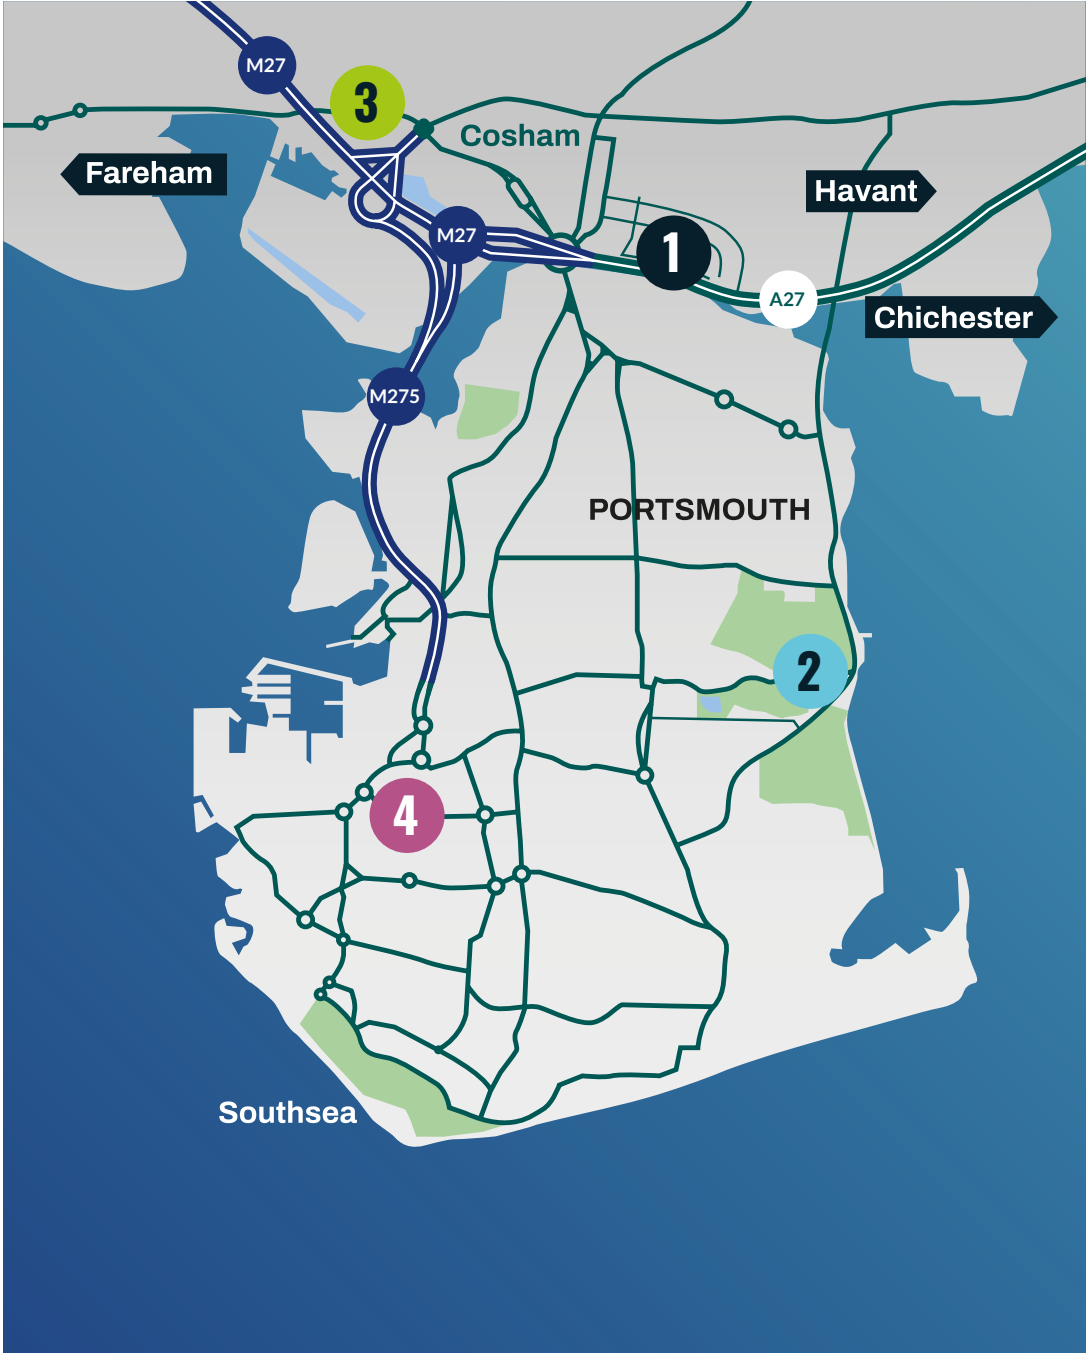 M27
3
Cosham
Fareham
Havant
M27
1
A27
Chichester
M275
PORTSMOUTH
2
4
Southsea